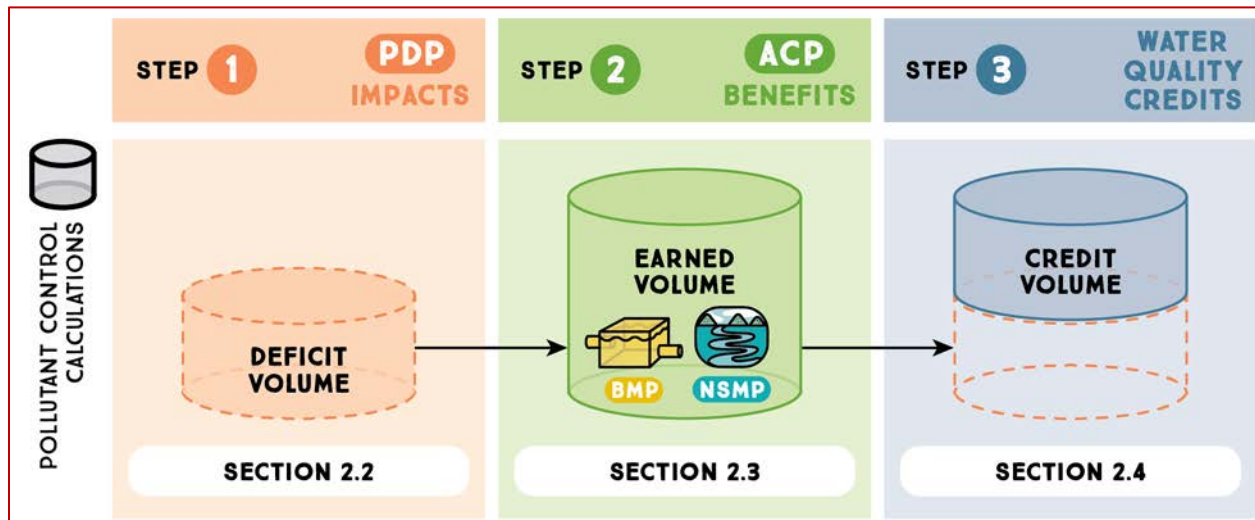 STEP 1
PDP
IMPACTS
STEP 2
ACP
BENEFITS
STEP 3
WATER
QUALITY
CREDITS
POLLUTANT CONTROL
CALCULATIONS
DEFICIT
VOLUME
SECTION 2.2
EARNED
VOLUME
BMP
NSMP
SECTION 2.3
CREDIT
VOLUME
SECTION 2.4